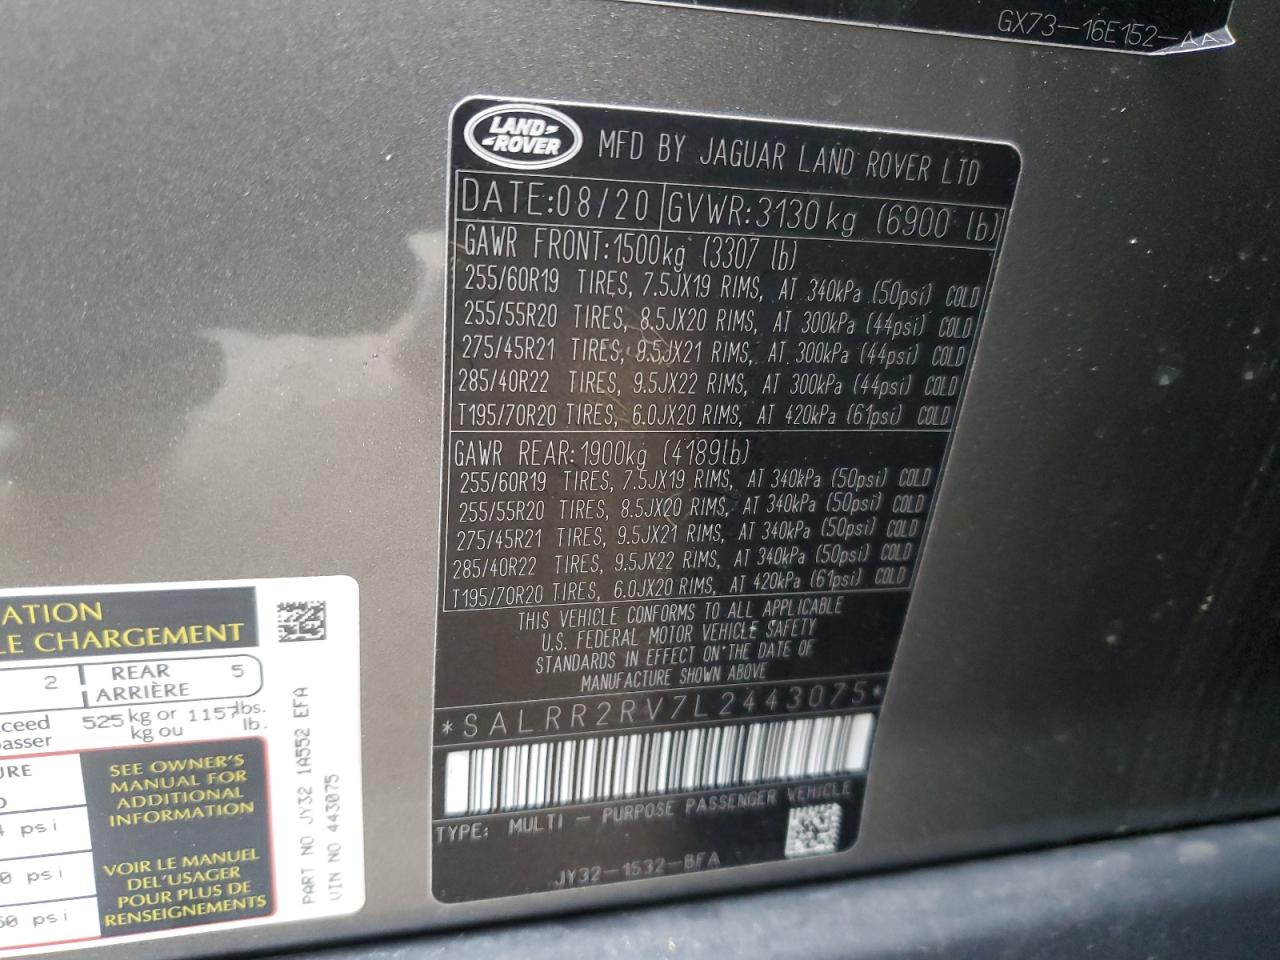 GX73-16E152-AA
LAND-
-ROVER
MFD BY JAGUAR LAND ROVER LTD
DATE:08/20 GVWR:3130kg (6900 lb)
GAWR FRONT:1500kg (3307 lb)
255/60R19 TIRES, 7.5JX19 RIMS, AT 340kPa (50psi) COLD
255/55R20 TIRES, 8.5JX20 RIMS, AT 300kPa (44psi) COLD
275/45R21 TIRES, 9.5JX21 RIMS, AT 300kPa (44psi) COLD
285/40R22 TIRES, 9.5JX22 RIMS, AT 300kPa (44psi) COLD
T195/70R20 TIRES, 6.0JX20 RIMS, AT 420kPa (61psi) COLD
GAWR REAR:1900kg (4189lb)
255/60R19 TIRES, 7.5JX19 RIMS, AT 340kPa (50psi) COLD
255/55R20 TIRES, 8.5JX20 RIMS, AT 340kPa (50psi) COLD
275/45R21 TIRES, 9.5JX21 RIMS, AT 340kPa (50psi) COLD
285/40R22 TIRES, 9.5JX22 RIMS, AT 340kPa (50psi) COLD
T195/70R20 TIRES, 6.0JX20 RIMS, AT 420kPa (61psi) COLD
THIS VEHICLE CONFORMS TO ALL APPLICABLE
U.S. FEDERAL MOTOR VEHICLE SAFETY
STANDARDS IN EFFECT ON THE DATE OF
MANUFACTURE SHOWN ABOVE
*SALRR2RV7L2443075*
TYPE: MULTI - PURPOSE PASSENGER VEHICLE
JY32-1532-BFA
ATION
LE CHARGEMENT
2 REAR 5
ARRIÈRE
xceed 525 kg or 1157 lbs.
passer kg ou lb.
URE
SEE OWNER'S
MANUAL FOR
ADDITIONAL
INFORMATION
psi
psi
60 psi
VOIR LE MANUEL
DEL'USAGER
POUR PLUS DE
RENSEIGNEMENTS
PART NO JY32 1A552 EFA
VIN NO 443075